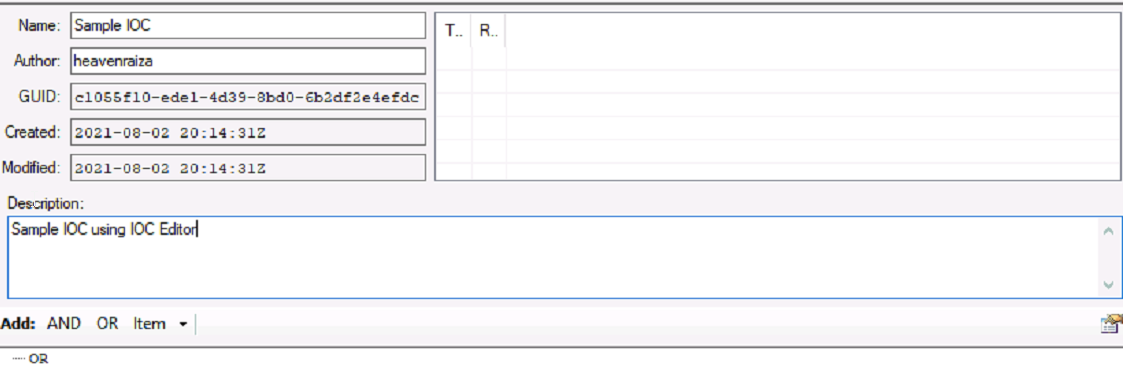 Name: Sample IOC
T.. R..
Author: heavenraiza
GUID: c1055f10-ede1-4d39-8bd0-6b2df2e4efdc
Created: 2021-08-02 20:14:31Z
Modified: 2021-08-02 20:14:31Z
Description:
Sample IOC using IOC Editor
Add: AND OR Item
OR